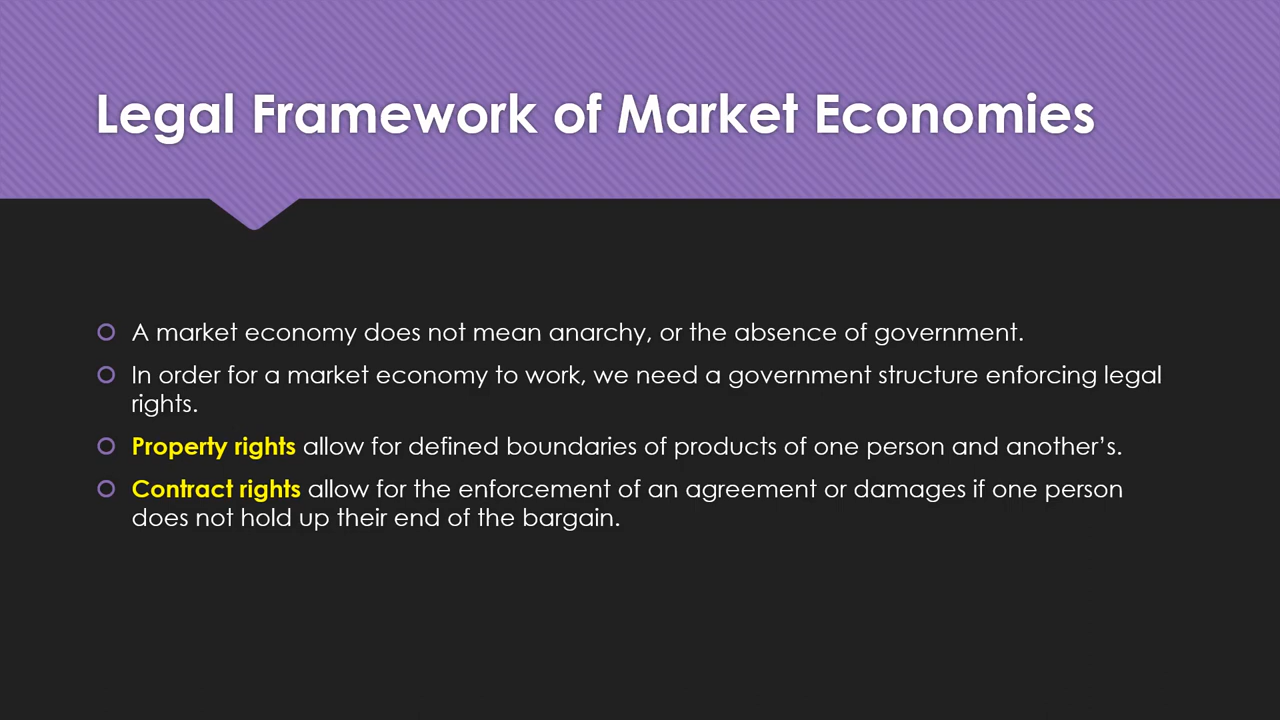 Legal Framework of Market Economies
A market economy does not mean anarchy, or the absence of government.
In order for a market economy to work, we need a government structure enforcing legal
rights.
Property rights allow for defined boundaries of products of one person and another’s.
Contract rights allow for the enforcement of an agreement or damages if one person
does not hold up their end of the bargain.